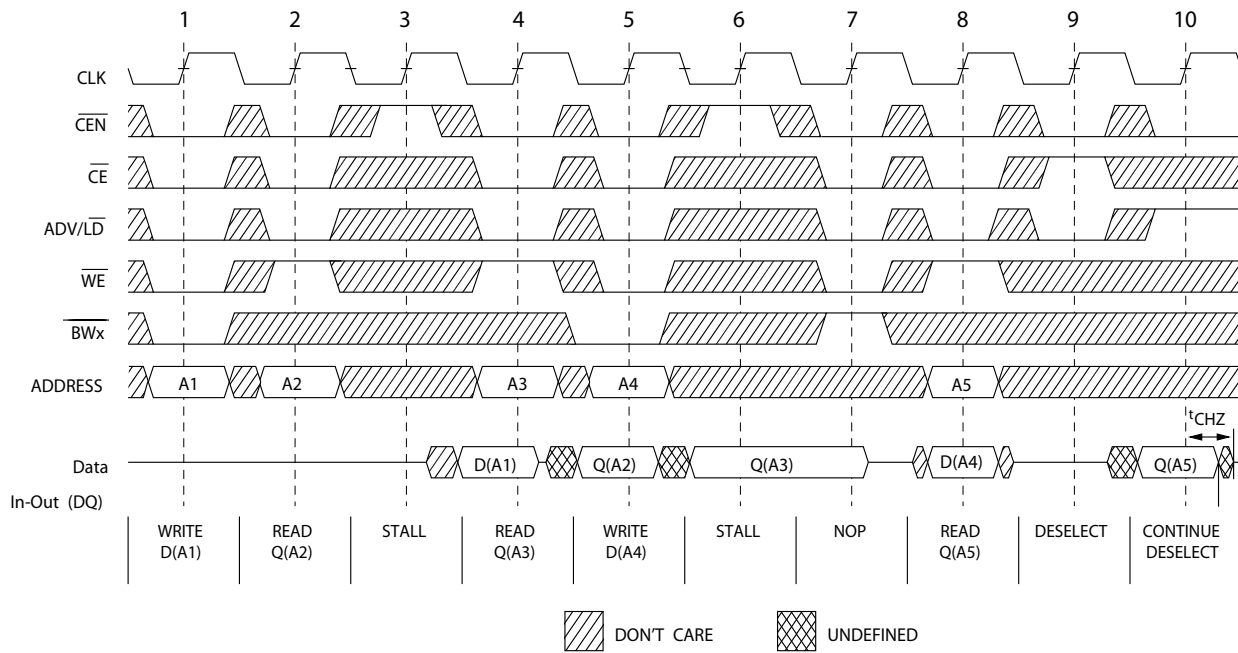 1 2 3 4 5 6 7 8 9 10
CLK
CEN
CE
ADV/LD
WE
BWx
ADDRESS A1 A2 A3 A4 A5
tCHZ
Data D(A1) Q(A2) Q(A3) D(A4) Q(A5)
In-Out (DQ)
WRITE READ STALL READ WRITE STALL NOP READ DESELECT CONTINUE
D(A1) Q(A2) Q(A3) D(A4) Q(A5) DESELECT
DON'T CARE UNDEFINED